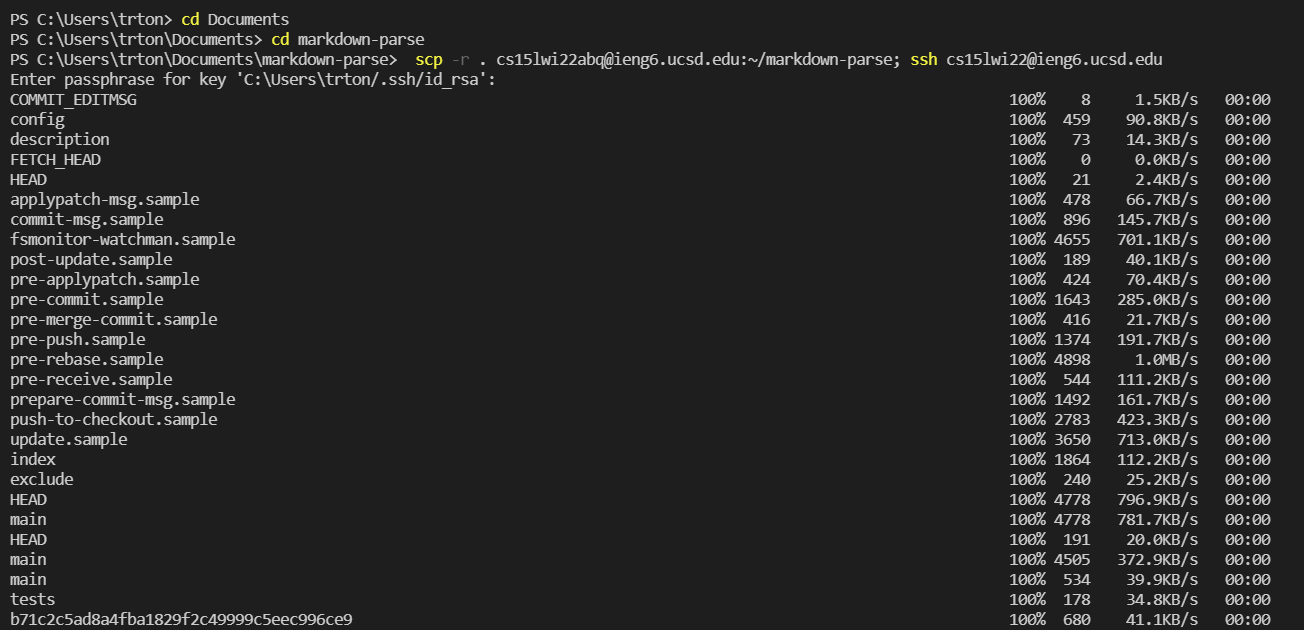 PS C:\Users\trton> cd Documents
PS C:\Users\trton\Documents> cd markdown-parse
PS C:\Users\trton\Documents\markdown-parse>  scp -r . cs15lwi22abq@ieng6.ucsd.edu:~/markdown-parse; ssh cs15lwi22@ieng6.ucsd.edu
Enter passphrase for key 'C:\Users\trton/.ssh/id_rsa':
COMMIT_EDITMSG 100% 8 1.5KB/s 00:00
config 100% 459 90.8KB/s 00:00
description 100% 73 14.3KB/s 00:00
FETCH_HEAD 100% 0 0.0KB/s 00:00
HEAD 100% 21 2.4KB/s 00:00
applypatch-msg.sample 100% 478 66.7KB/s 00:00
commit-msg.sample 100% 896 145.7KB/s 00:00
fsmonitor-watchman.sample 100% 4655 701.1KB/s 00:00
post-update.sample 100% 189 40.1KB/s 00:00
pre-applypatch.sample 100% 424 70.4KB/s 00:00
pre-commit.sample 100% 1643 285.0KB/s 00:00
pre-merge-commit.sample 100% 416 21.7KB/s 00:00
pre-push.sample 100% 1374 191.7KB/s 00:00
pre-rebase.sample 100% 4898 1.0MB/s 00:00
pre-receive.sample 100% 544 111.2KB/s 00:00
prepare-commit-msg.sample 100% 1492 161.7KB/s 00:00
push-to-checkout.sample 100% 2783 423.3KB/s 00:00
update.sample 100% 3650 713.0KB/s 00:00
index 100% 1864 112.2KB/s 00:00
exclude 100% 240 25.2KB/s 00:00
HEAD 100% 4778 796.9KB/s 00:00
main 100% 4778 781.7KB/s 00:00
HEAD 100% 191 20.0KB/s 00:00
main 100% 4505 372.9KB/s 00:00
main 100% 534 39.9KB/s 00:00
tests 100% 178 34.8KB/s 00:00
b71c2c5ad8a4fba1829f2c49999c5eec996ce9 100% 680 41.1KB/s 00:00